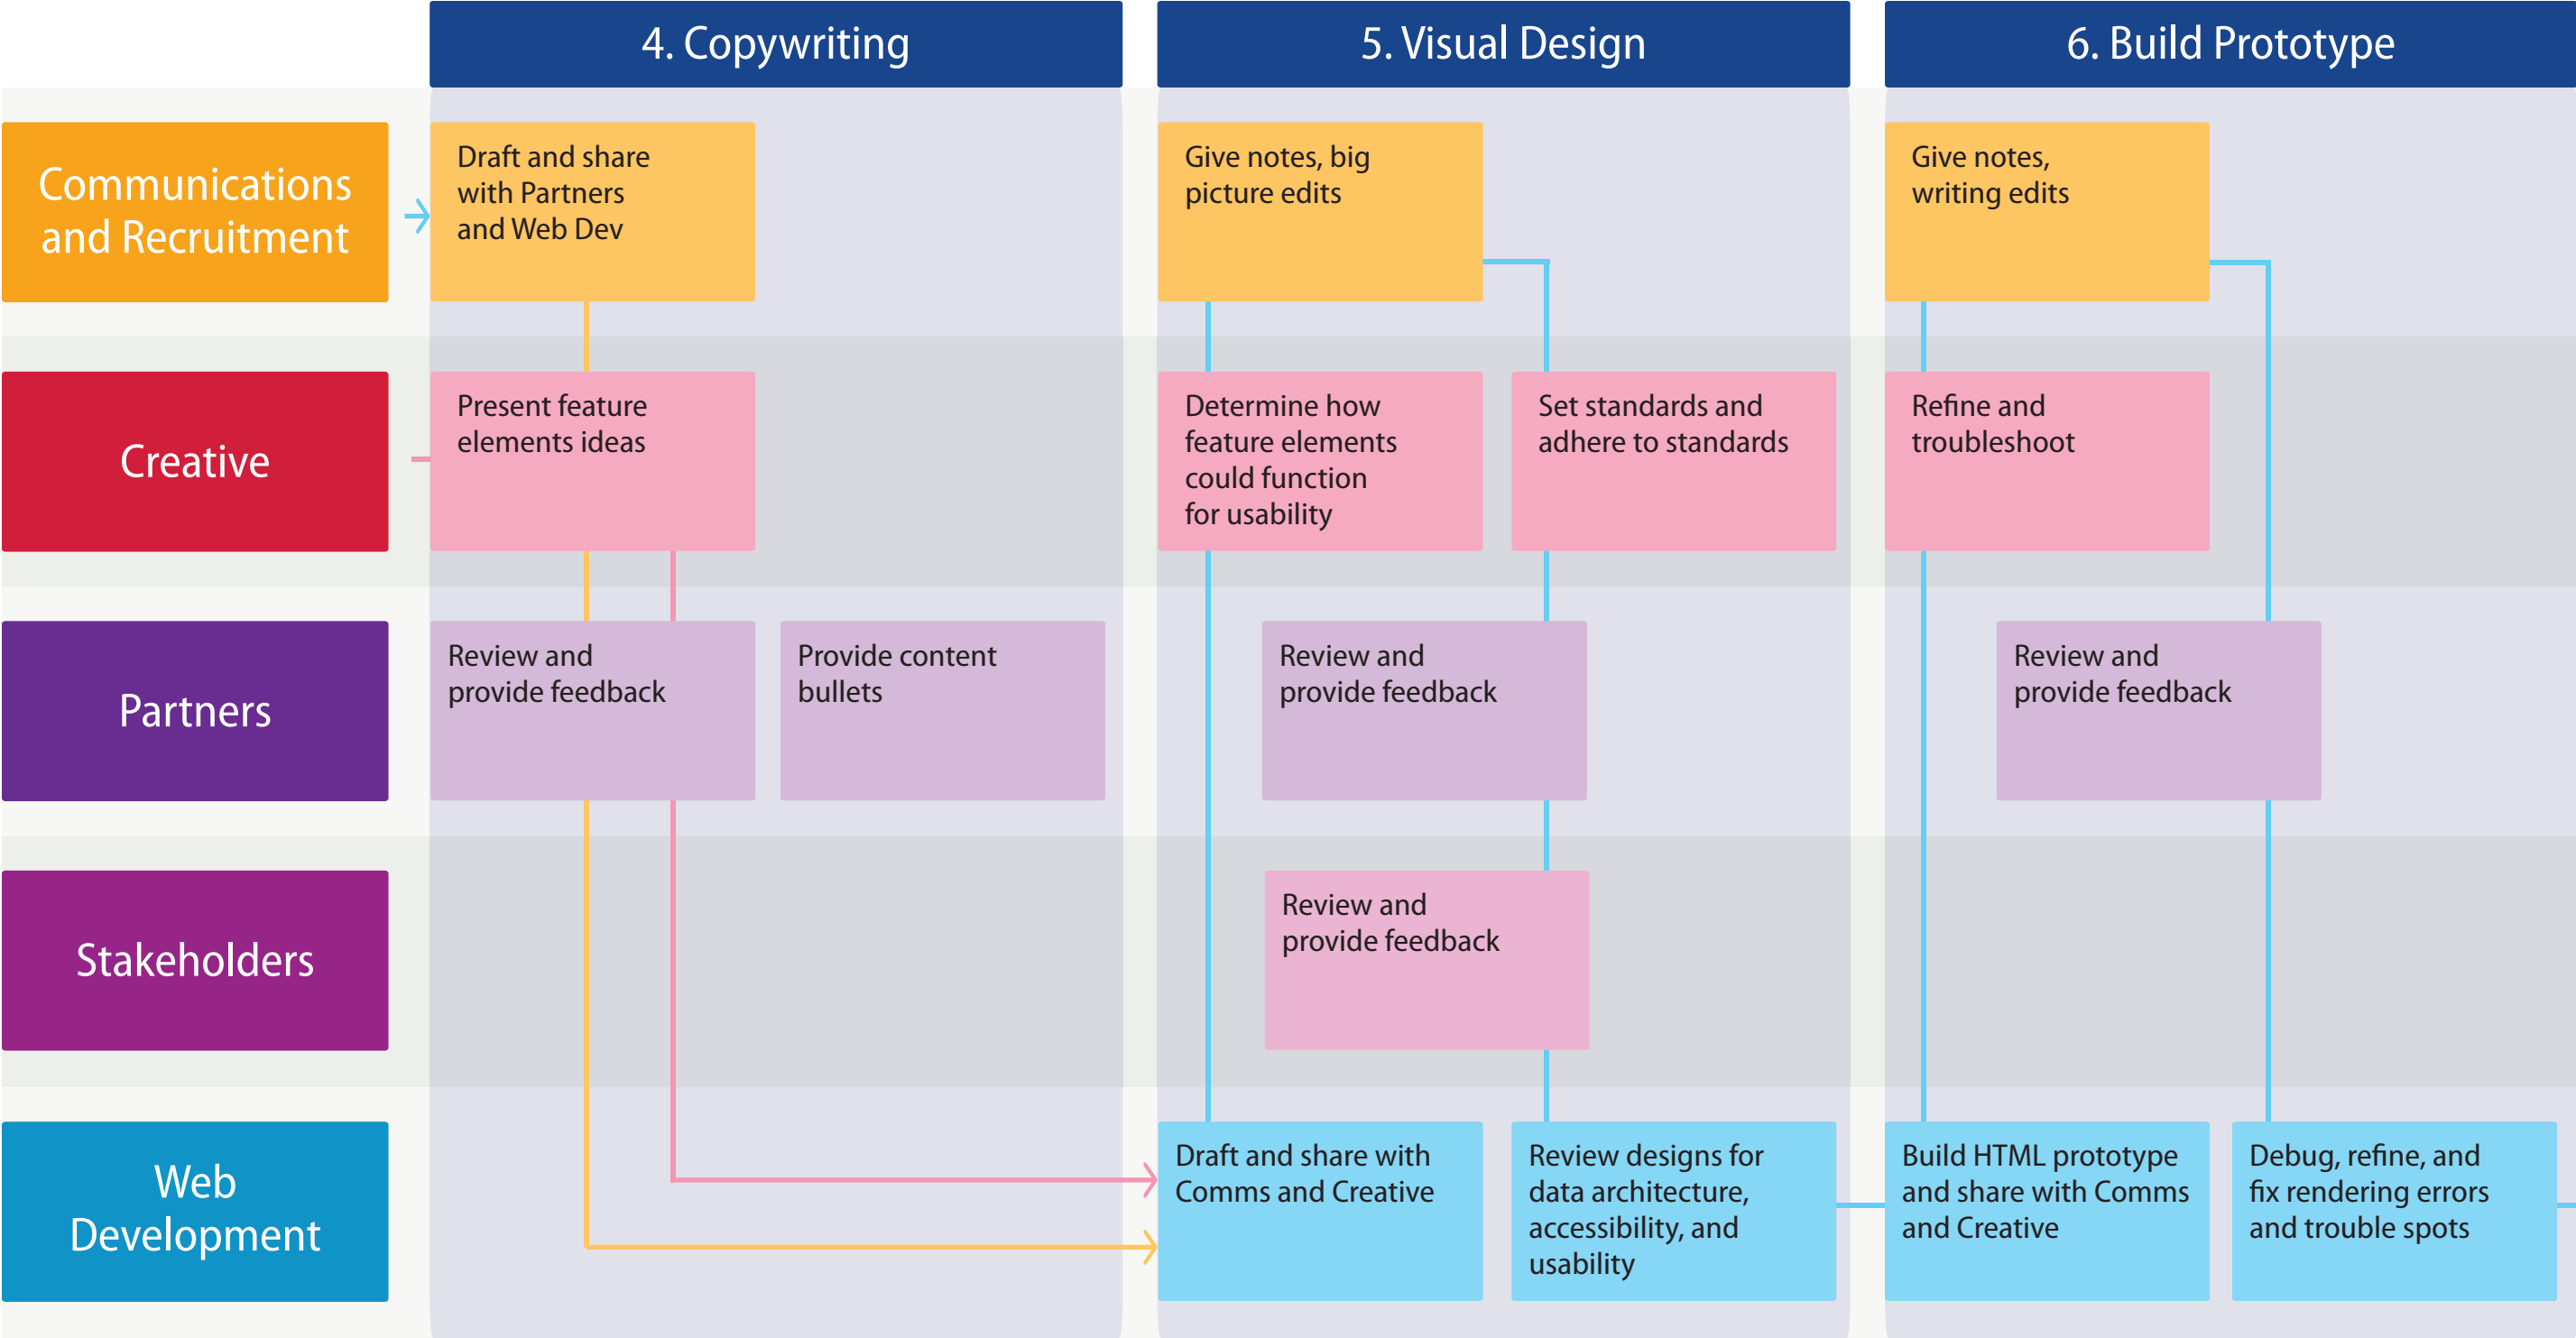 4. Copywriting
5. Visual Design
6. Build Prototype
Communications
and Recruitment
Draft and share
with Partners
and Web Dev
Give notes, big
picture edits
Give notes,
writing edits
Creative
Present feature
elements ideas
Determine how
feature elements
could function
for usability
Set standards and
adhere to standards
Refine and
troubleshoot
Partners
Review and
provide feedback
Provide content
bullets
Review and
provide feedback
Review and
provide feedback
Stakeholders
Review and
provide feedback
Web
Development
Draft and share with
Comms and Creative
Review designs for
data architecture,
accessibility, and
usability
Build HTML prototype
and share with Comms
and Creative
Debug, refine, and
fix rendering errors
and trouble spots